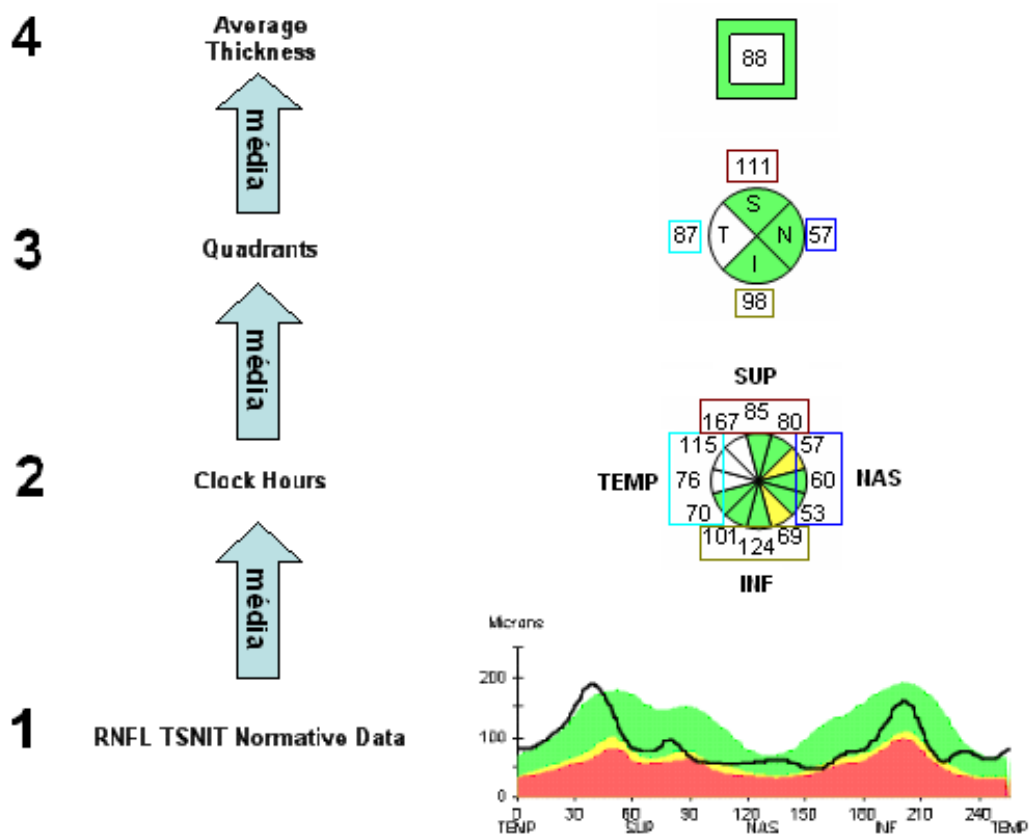 4
Average
Thickness
88
média
111
S
87
T
N
57
I
98
3
Quadrants
média
SUP
85
167
80
115
57
TEMP
76
60
NAS
70
53
101
69
124
INF
2
Clock Hours
média
Microns
200
100
0
1
RNFL TSNIT Normative Data
0 30 60 90 120 150 180 210 240
TEMP SUP NAS INF TEMP